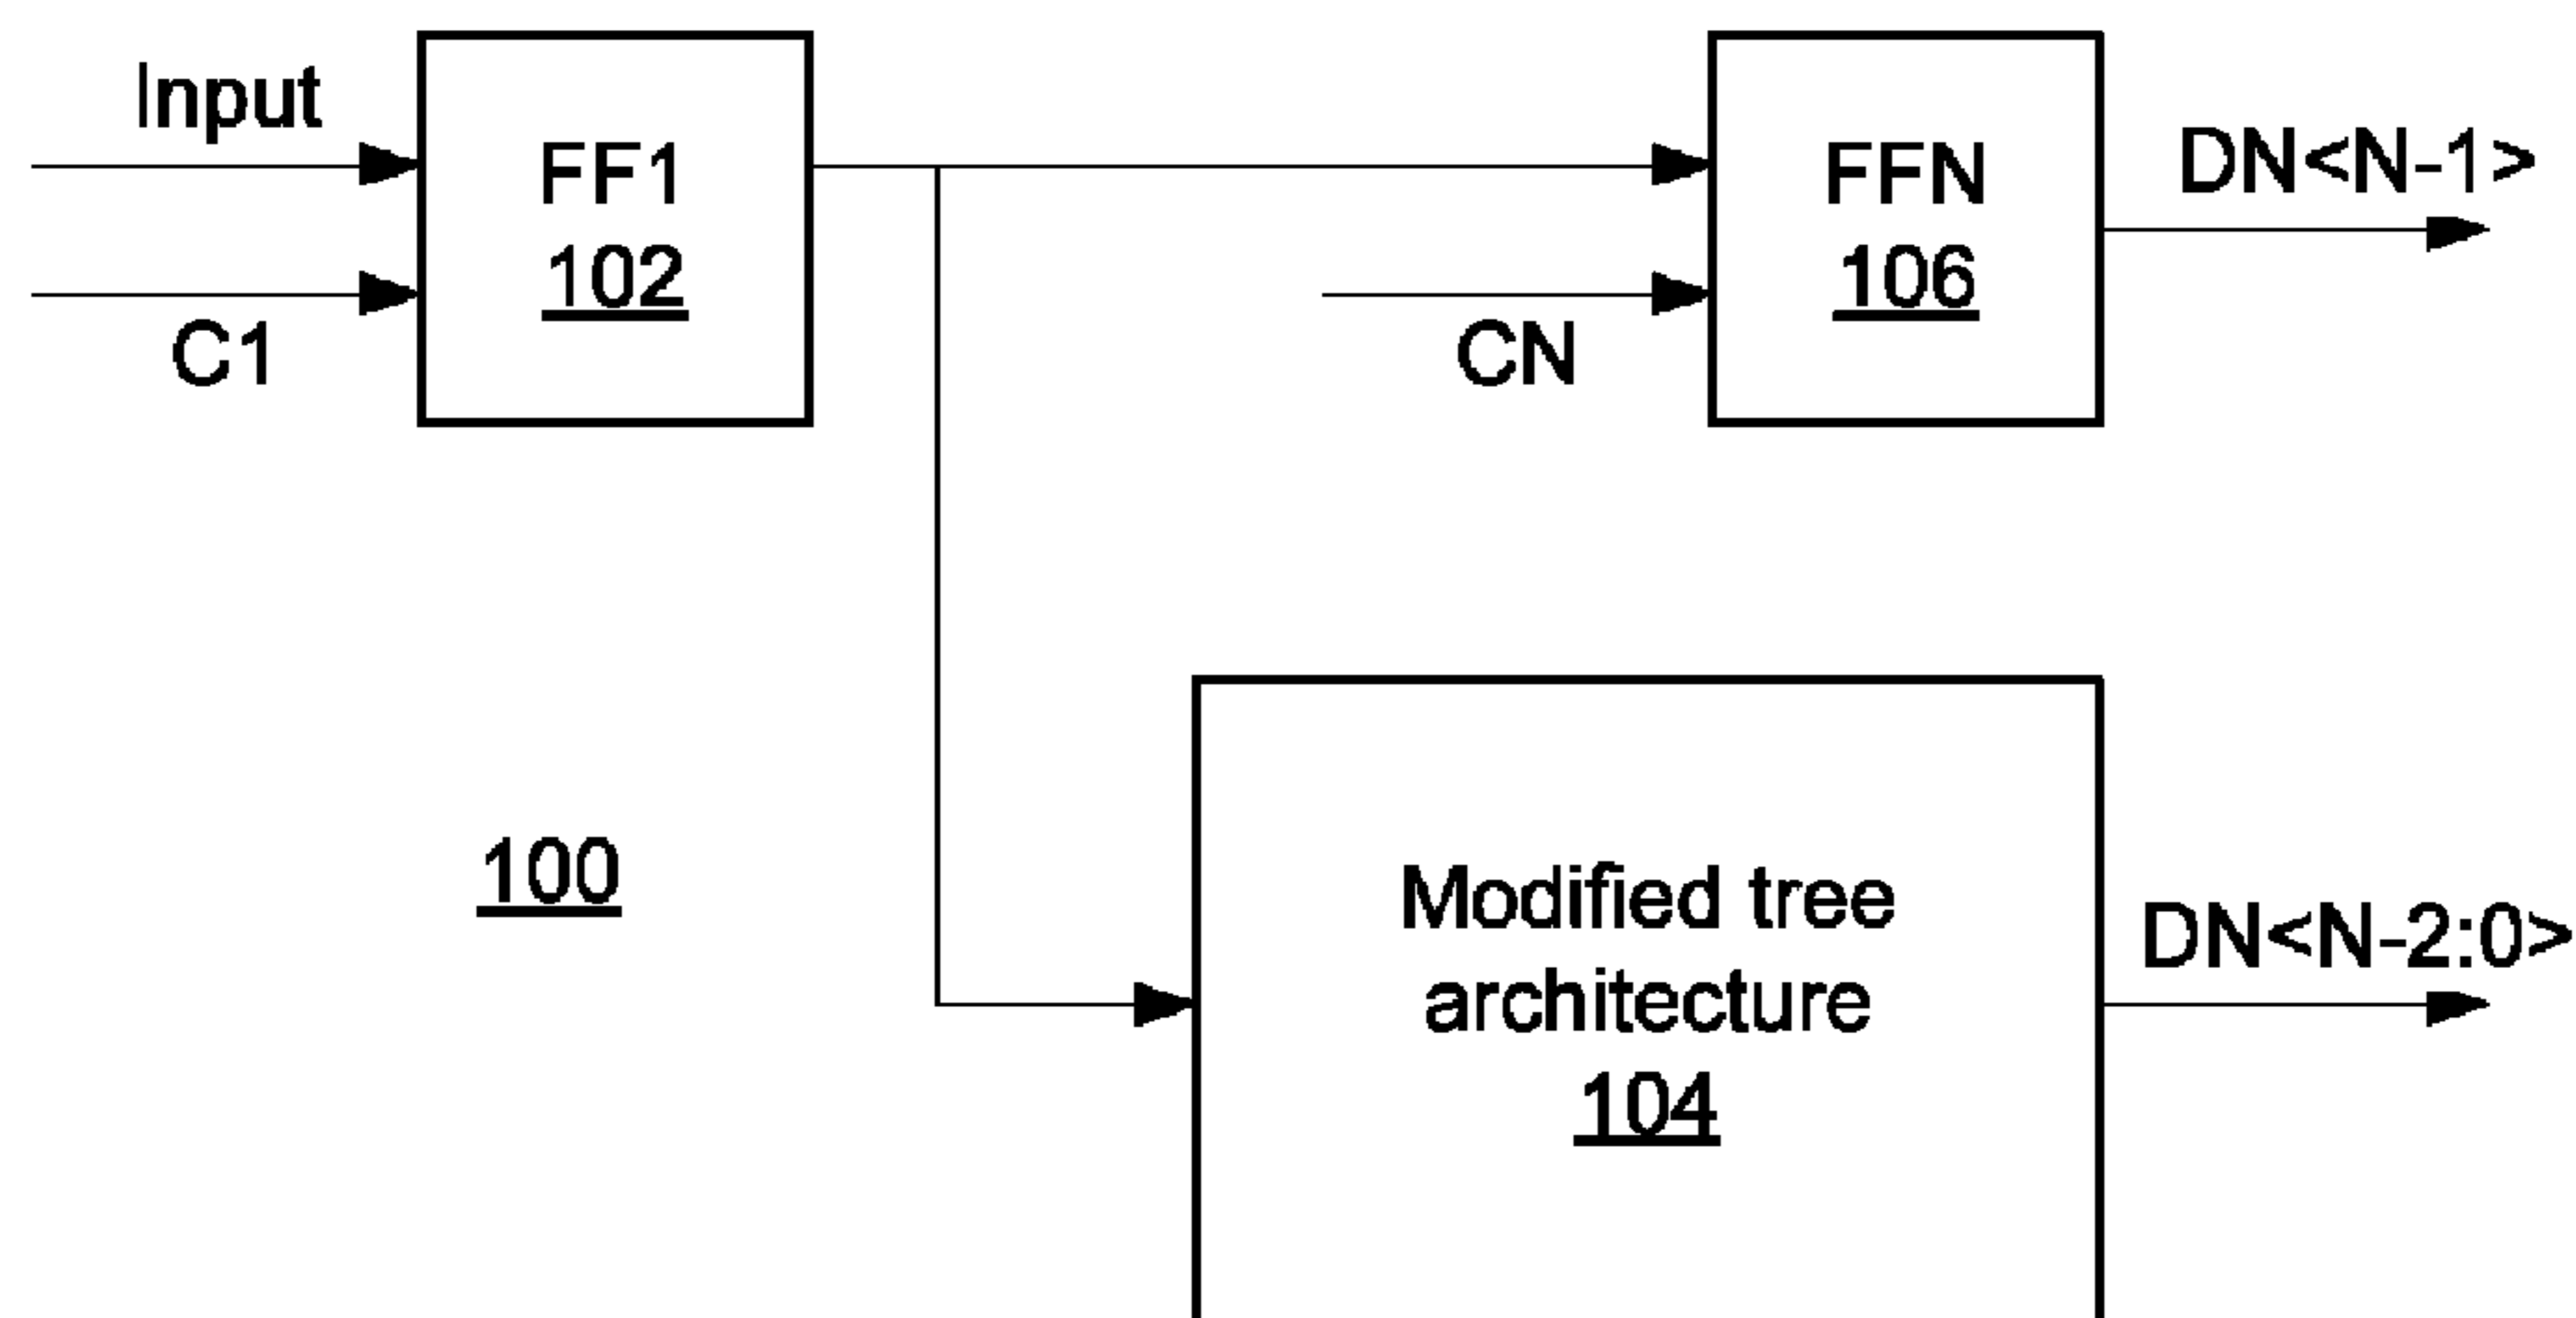 Input
C1
FF1
102
CN
FFN
106
DN<N-1>
100
Modified tree
architecture
104
DN<N-2:0>